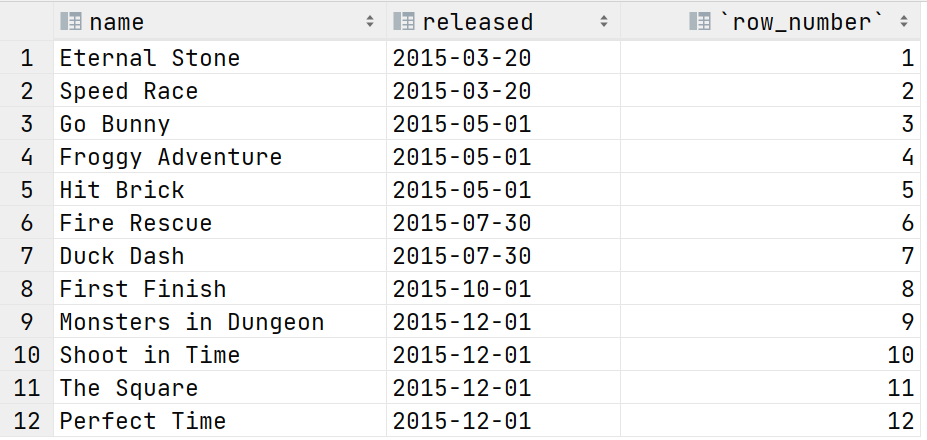 name released `row_number`
1 Eternal Stone 2015-03-20 1
2 Speed Race 2015-03-20 2
3 Go Bunny 2015-05-01 3
4 Froggy Adventure 2015-05-01 4
5 Hit Brick 2015-05-01 5
6 Fire Rescue 2015-07-30 6
7 Duck Dash 2015-07-30 7
8 First Finish 2015-10-01 8
9 Monsters in Dungeon 2015-12-01 9
10 Shoot in Time 2015-12-01 10
11 The Square 2015-12-01 11
12 Perfect Time 2015-12-01 12